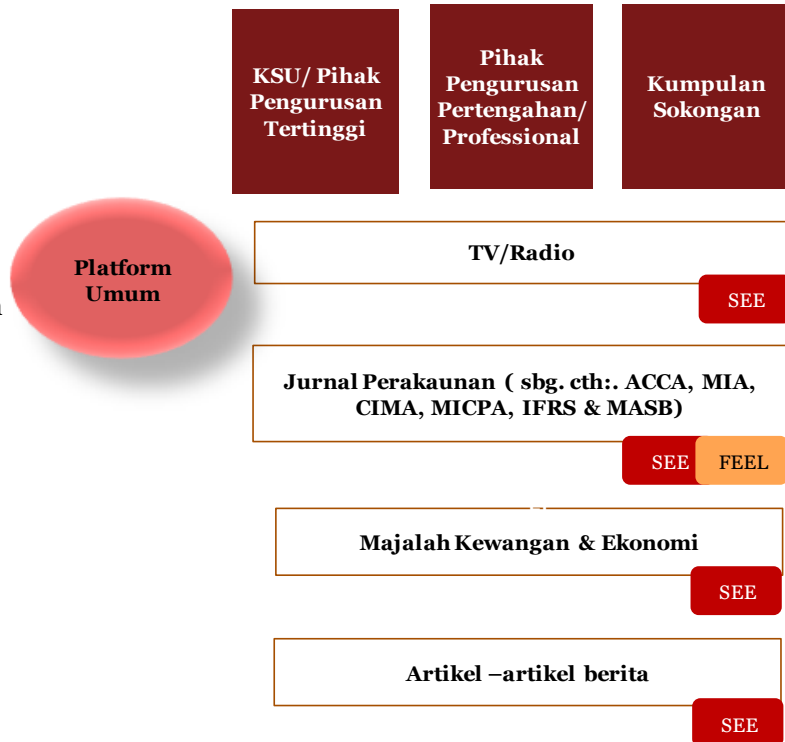 KSU/ Pihak
Pengurusan
Tertinggi
Pihak
Pengurusan
Pertengahan/
Professional
Kumpulan
Sokongan
Platform
Umum
TV/Radio
SEE
Jurnal Perakaunan ( sbg. cth:. ACCA, MIA,
CIMA, MICPA, IFRS & MASB)
SEE FEEL
Majalah Kewangan & Ekonomi
SEE
Artikel –artikel berita
SEE